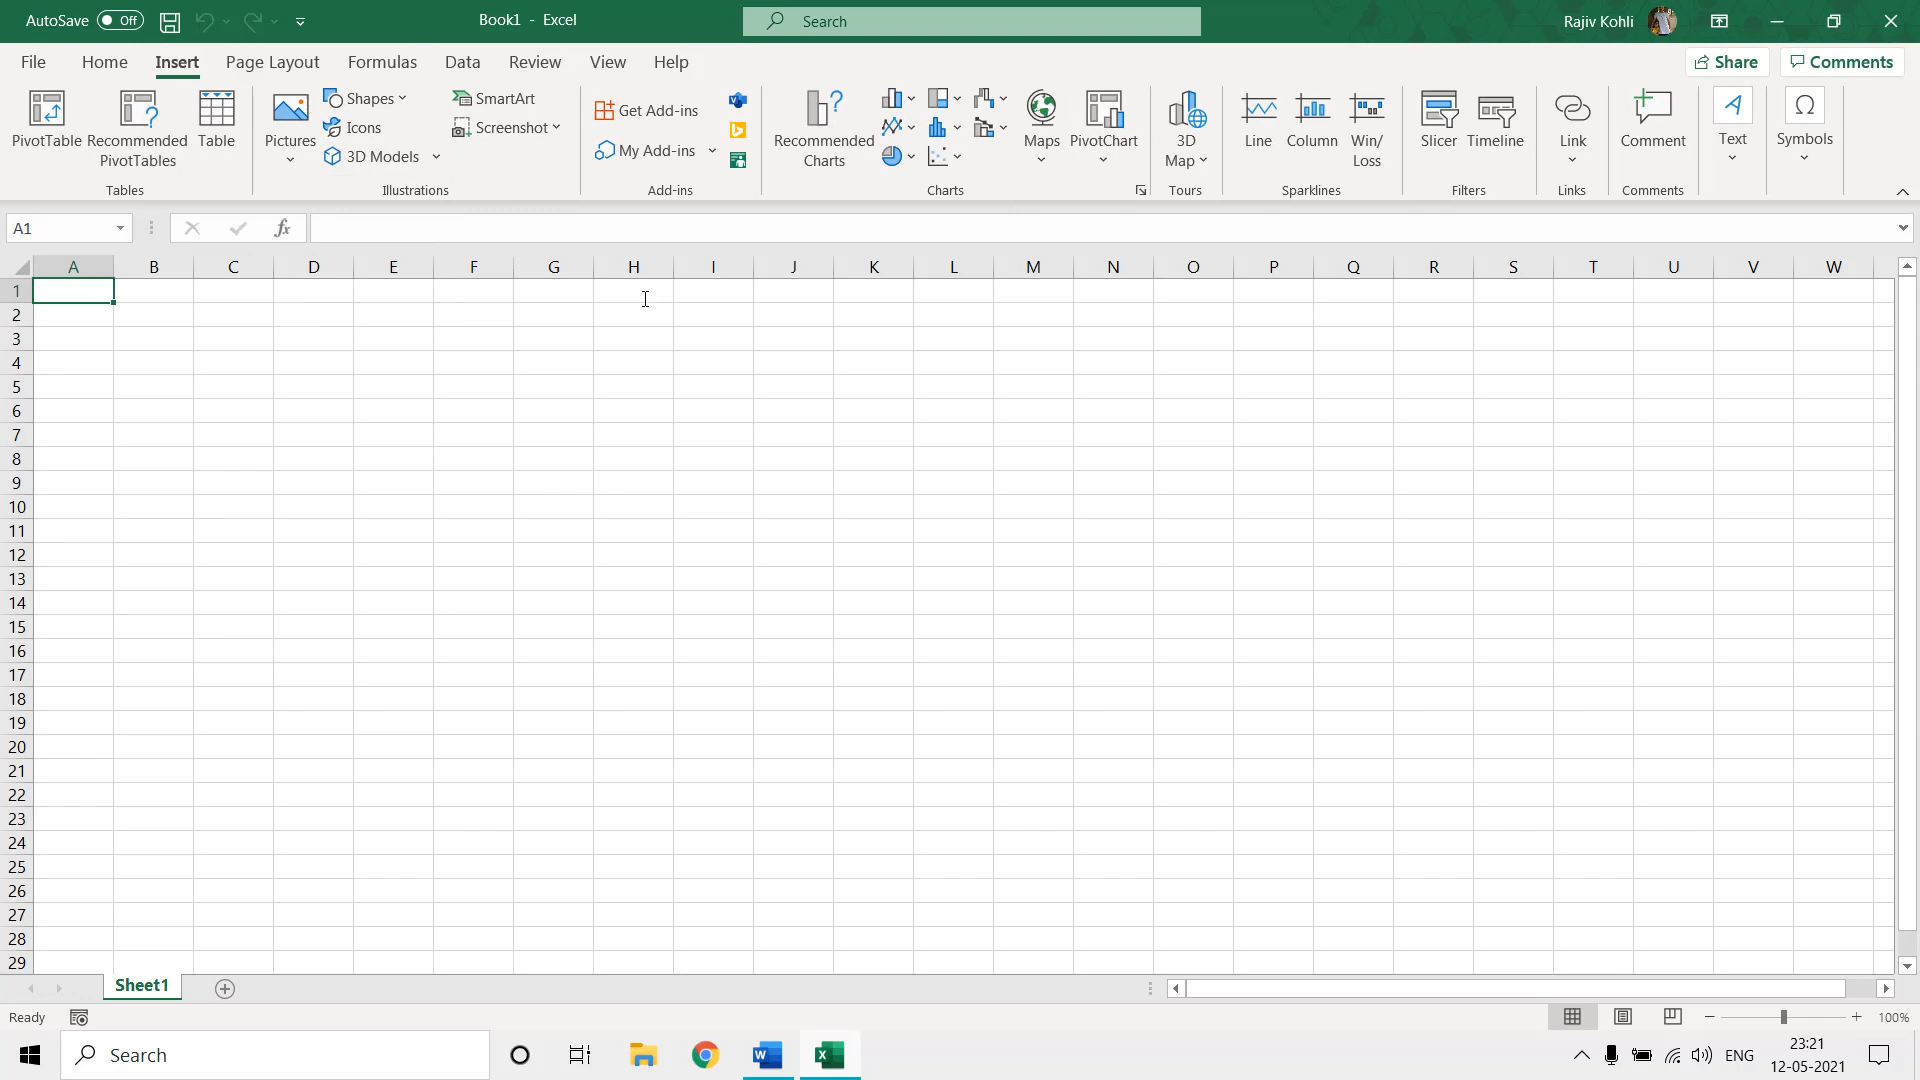 AutoSave Off Book1 - Excel Search Rajiv Kohli
File Home Insert Page Layout Formulas Data Review View Help Share Comments
PivotTable Recommended PivotTables Table
Tables
Pictures Shapes Icons 3D Models SmartArt Screenshot
Illustrations
Get Add-ins
My Add-ins
Add-ins
Recommended Charts Maps PivotChart
Charts
3D Map
Tours
Line Column Win/ Loss
Sparklines
Slicer Timeline
Filters
Link
Links
Comment
Comments
Text
Symbols
A1 fx
A B C D E F G H I J K L M N O P Q R S T U V W
1
2
3
4
5
6
7
8
9
10
11
12
13
14
15
16
17
18
19
20
21
22
23
24
25
26
27
28
29
Sheet1
Ready 100%
Search ENG 23:21
12-05-2021